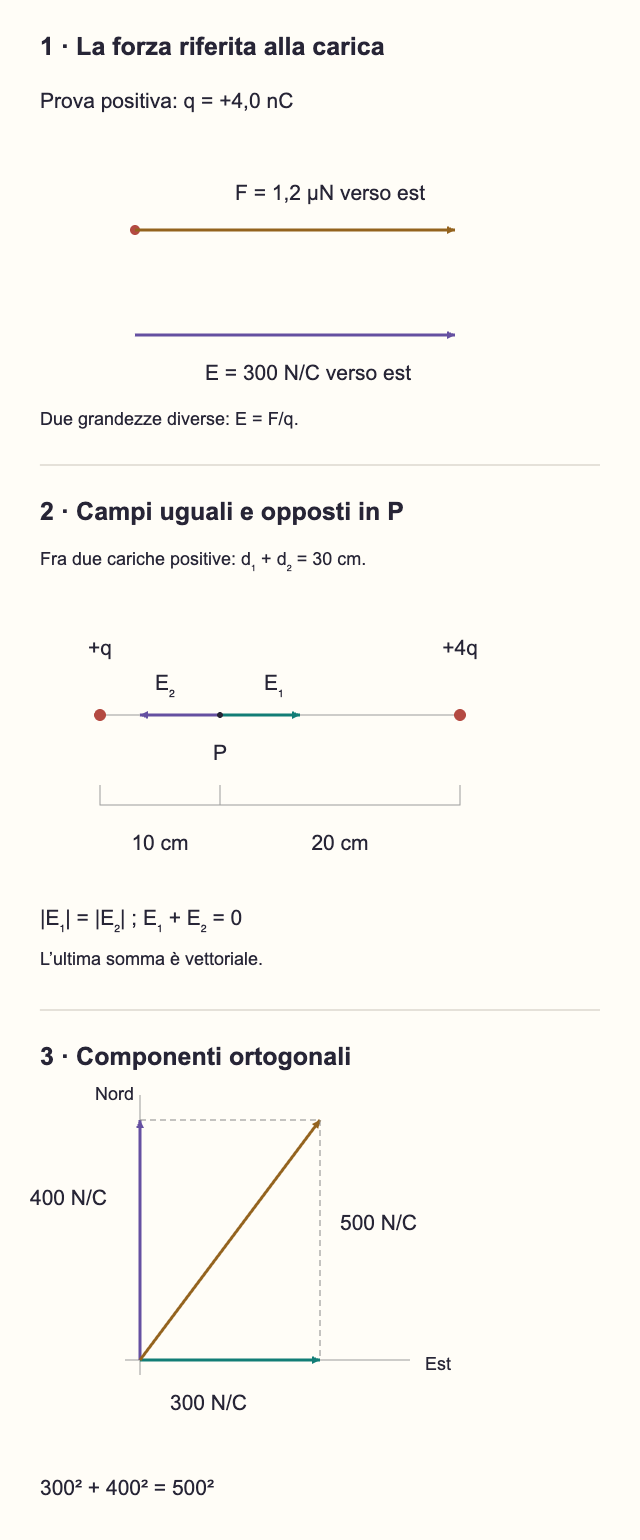 1 · La forza riferita alla carica
Prova positiva: q = +4,0 nC
F = 1,2 µN verso est
E = 300 N/C verso est
Due grandezze diverse: E = F/q.
2 · Campi uguali e opposti in P
Fra due cariche positive: d₁ + d₂ = 30 cm.
+q +4q
E₂ E₁
P
10 cm 20 cm
|E₁| = |E₂| ; E₁ + E₂ = 0
L’ultima somma è vettoriale.
3 · Componenti ortogonali
Nord
400 N/C
500 N/C
Est
300 N/C
300² + 400² = 500²